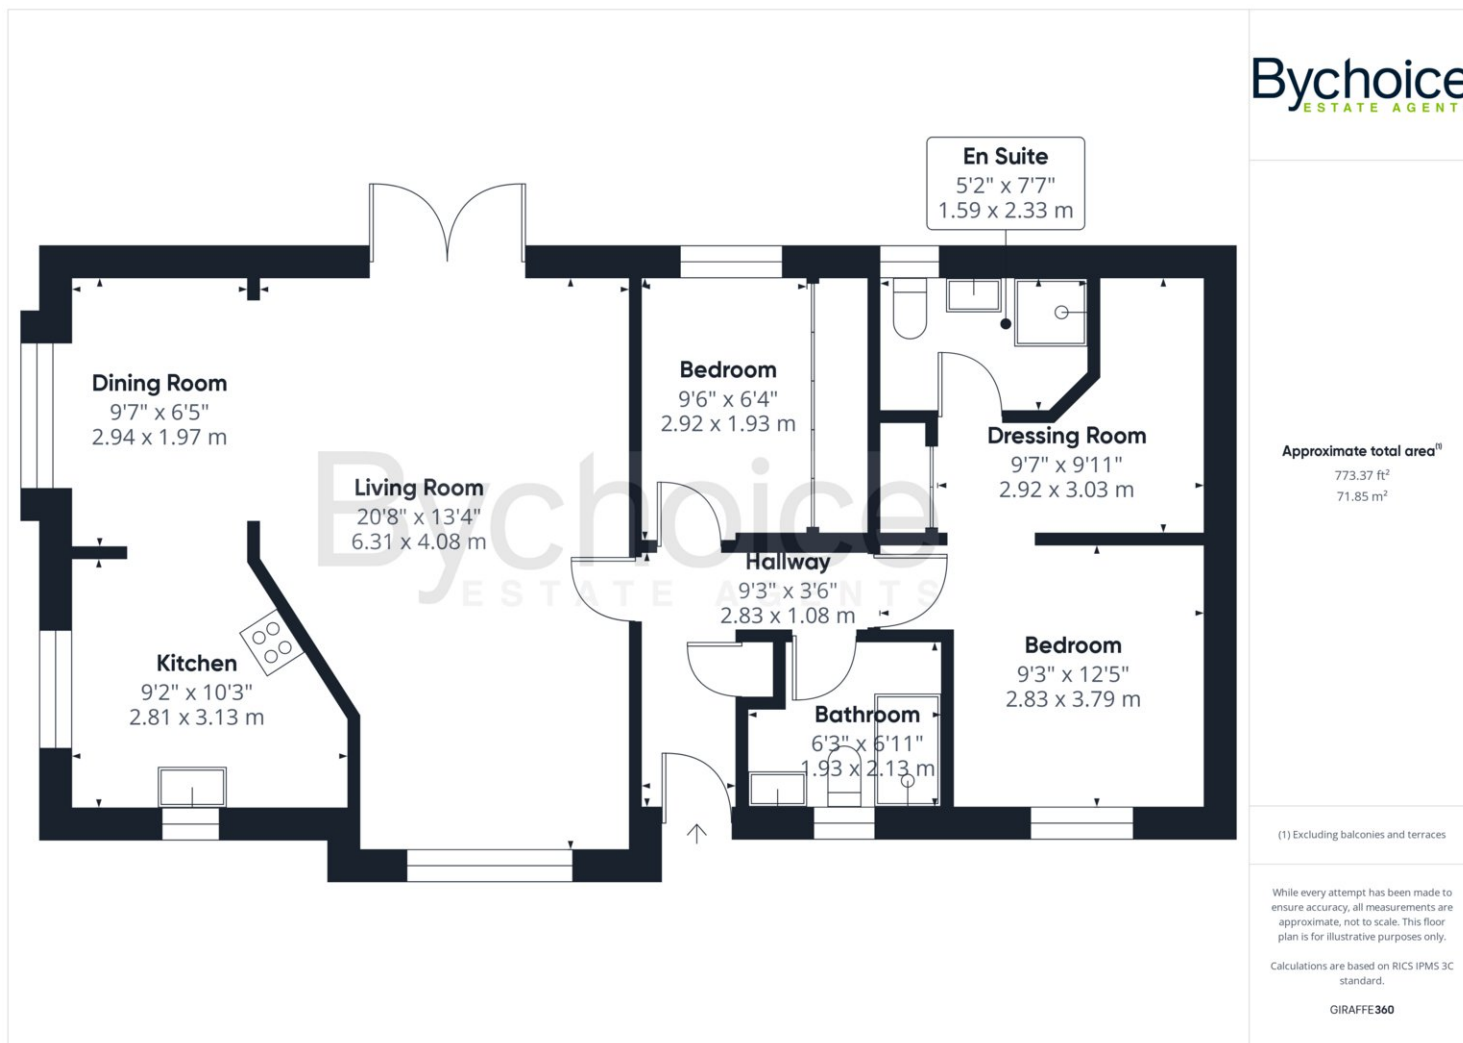 Bychoice
ESTATE AGENT
En Suite
5'2" x 7'7"
1.59 x 2.33 m
Dining Room
9'7" x 6'5"
2.94 x 1.97 m
Bedroom
9'6" x 6'4"
2.92 x 1.93 m
Dressing Room
9'7" x 9'11"
2.92 x 3.03 m
Living Room
20'8" x 13'4"
6.31 x 4.08 m
Bychoice
ESTATE AGENTS
Hallway
9'3" x 3'6"
2.83 x 1.08 m
Kitchen
9'2" x 10'3"
2.81 x 3.13 m
Bedroom
9'3" x 12'5"
2.83 x 3.79 m
Bathroom
6'3" x 6'11"
1.93 x 2.13 m
Approximate total area(1)
773.37 ft²
71.85 m²
(1) Excluding balconies and terraces
While every attempt has been made to
ensure accuracy, all measurements are
approximate, not to scale. This floor
plan is for illustrative purposes only.
Calculations are based on RICS IPMS 3C
standard.
GIRAFFE360